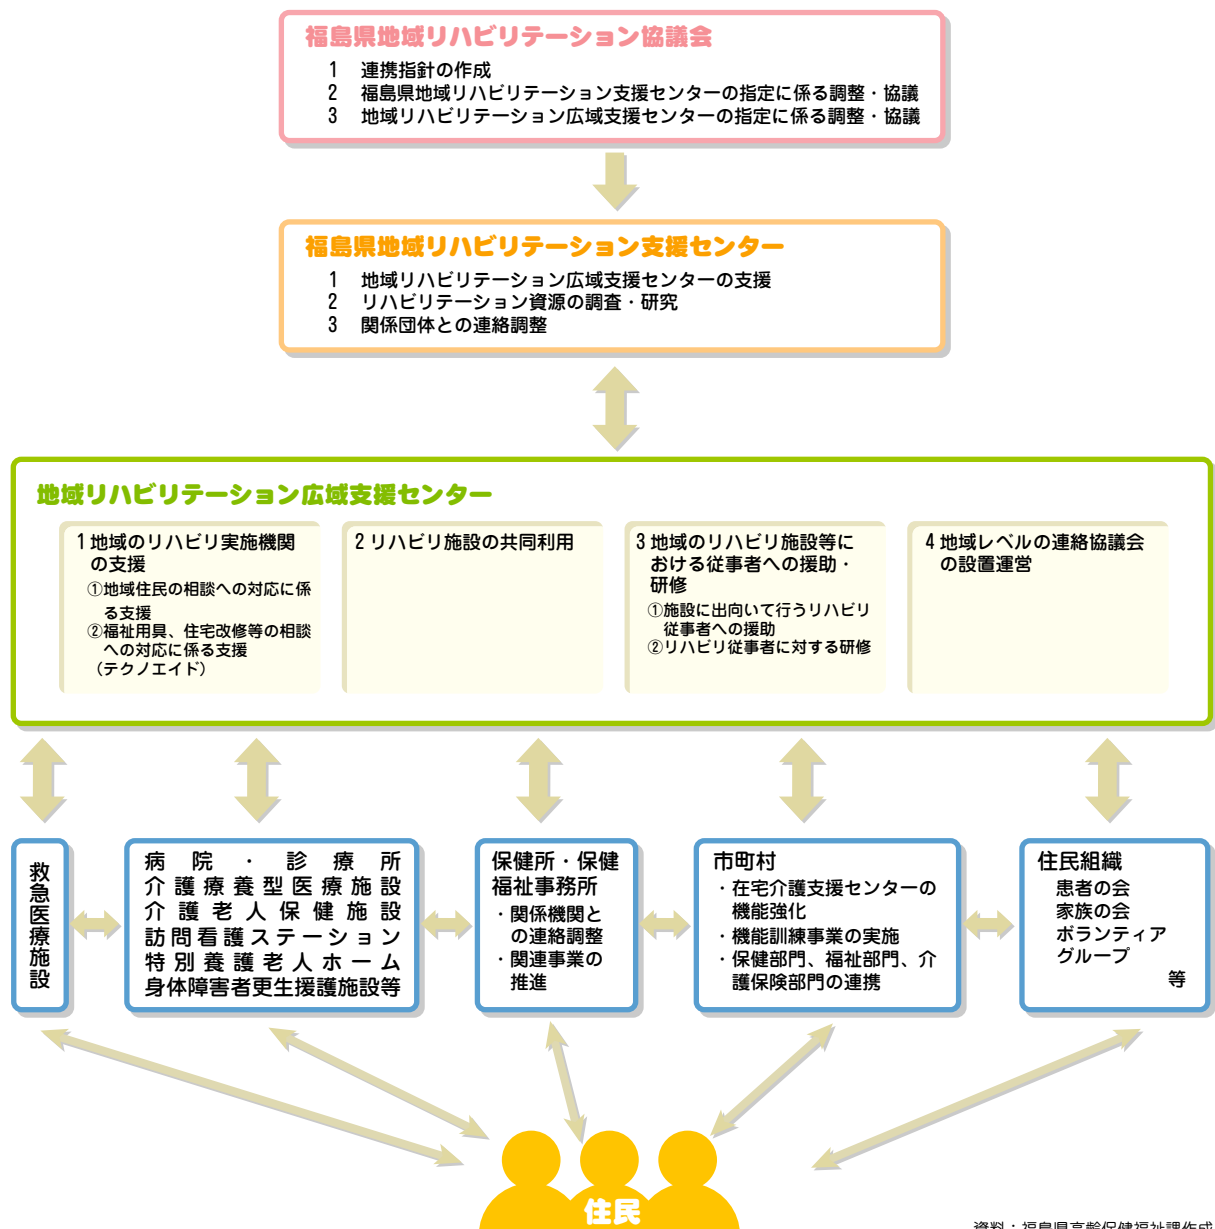 福島県地域リハビリテーション協議会
1 連携指針の作成
2 福島県地域リハビリテーション支援センターの指定に係る調整・協議
3 地域リハビリテーション広域支援センターの指定に係る調整・協議
福島県地域リハビリテーション支援センター
1 地域リハビリテーション広域支援センターの支援
2 リハビリテーション資源の調査・研究
3 関係団体との連絡調整
地域リハビリテーション広域支援センター
1 地域のリハビリ実施機関
の支援
①地域住民の相談への対応に係
る支援
②福祉用具、住宅改修等の相談
への対応に係る支援
（テクノエイド）
2 リハビリ施設の共同利用
3 地域のリハビリ施設等に
おける従事者への援助・
研修
①施設に出向いて行うリハビリ
従事者への援助
②リハビリ従事者に対する研修
4 地域レベルの連絡協議会
の設置運営
救急医療施設
病院・診療所
介護療養型医療施設
介護老人保健施設
訪問看護ステーション
特別養護老人ホーム
身体障害者更生援護施設等
保健所・保健
福祉事務所
・関係機関と
の連絡調整
・関連事業の
推進
市町村
・在宅介護支援センターの
機能強化
・機能訓練事業の実施
・保健部門、福祉部門、介
護保険部門の連携
住民組織
患者の会
家族の会
ボランティア
グループ
等
住民
資料：福島県高齢保健福祉課作成